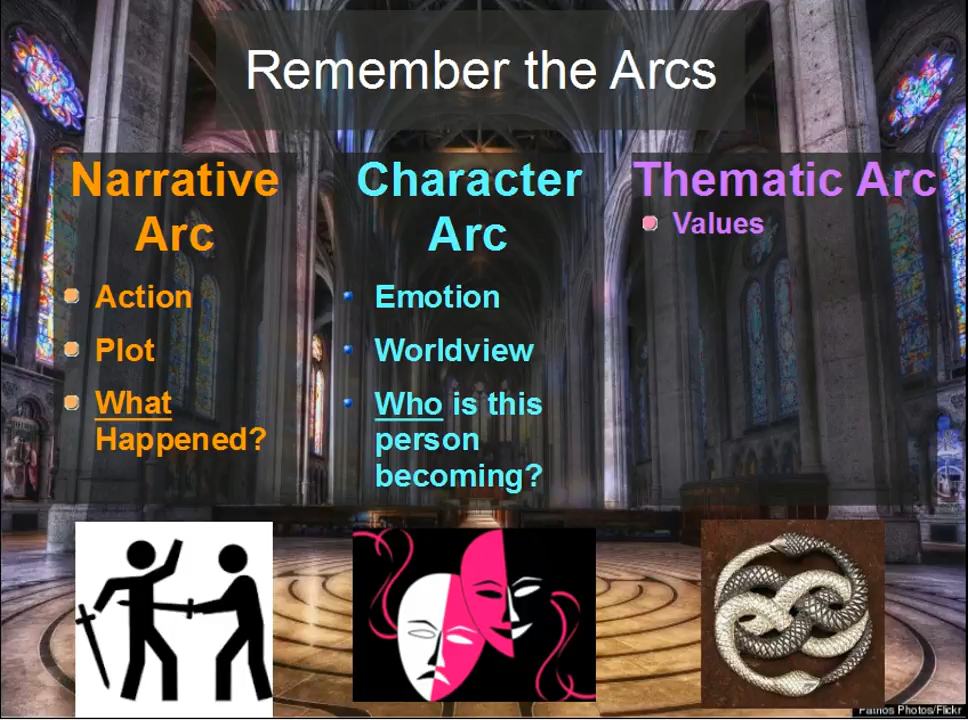 Remember the Arcs
Narrative
Arc
Action
Plot
What
Happened?
Character
Arc
Emotion
Worldview
Who is this
person
becoming?
Thematic Arc
Values
Pathos Photos/Flickr